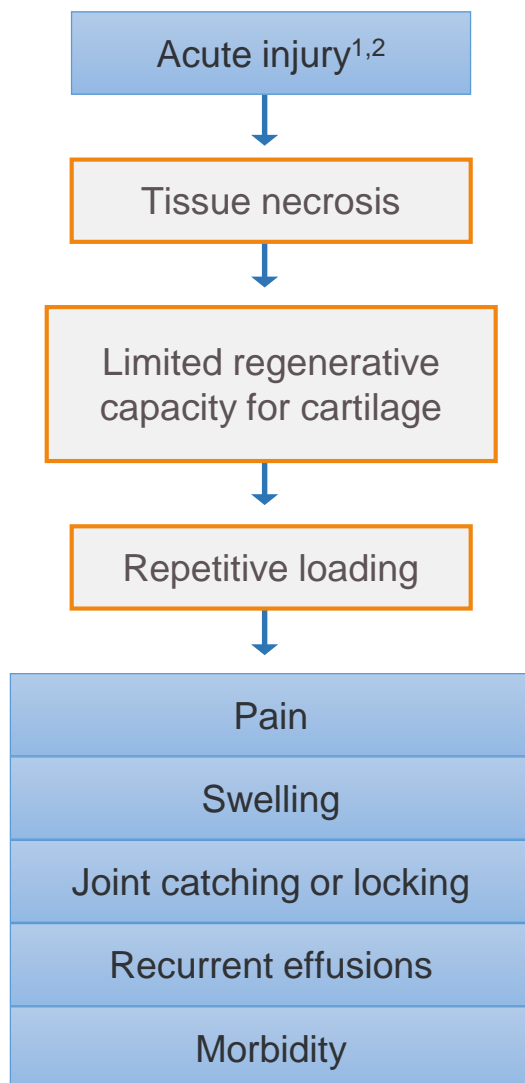 Acute injury1,2
Tissue necrosis
Limited regenerative
capacity for cartilage
Repetitive loading
Pain
Swelling
Joint catching or locking
Recurrent effusions
Morbidity